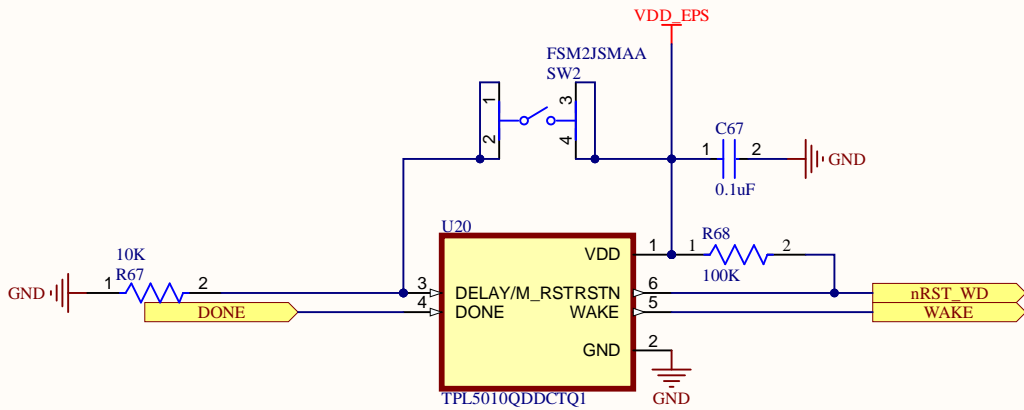 VDD_EPS
FSM2JSMAA
SW2
1
2
3
4
C67
1
2
GND
0.1uF
U20
10K
R67
1
2
GND
DONE
3
4
DELAY/M_RST
DONE
VDD
RSTN
WAKE
GND
1
6
5
2
GND
1
R68
2
100K
nRST_WD
WAKE
TPL5010QDDCTQ1